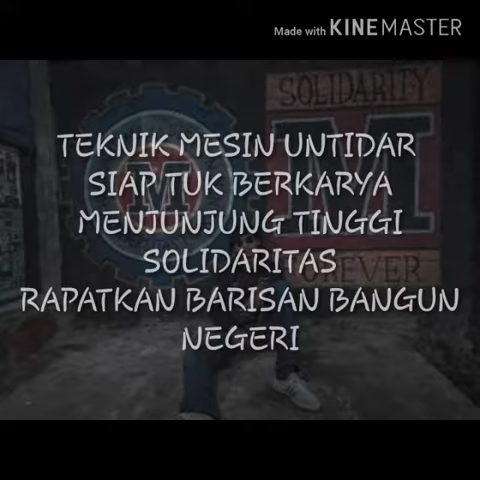 Made with KINEMASTER
SOLIDARITY
TEKNIK MESIN UNTIDAR
SIAP TUK BERKARYA
MENJUNJUNG TINGGI
SOLIDARITAS
RAPATKAN BARISAN BANGUN
NEGERI